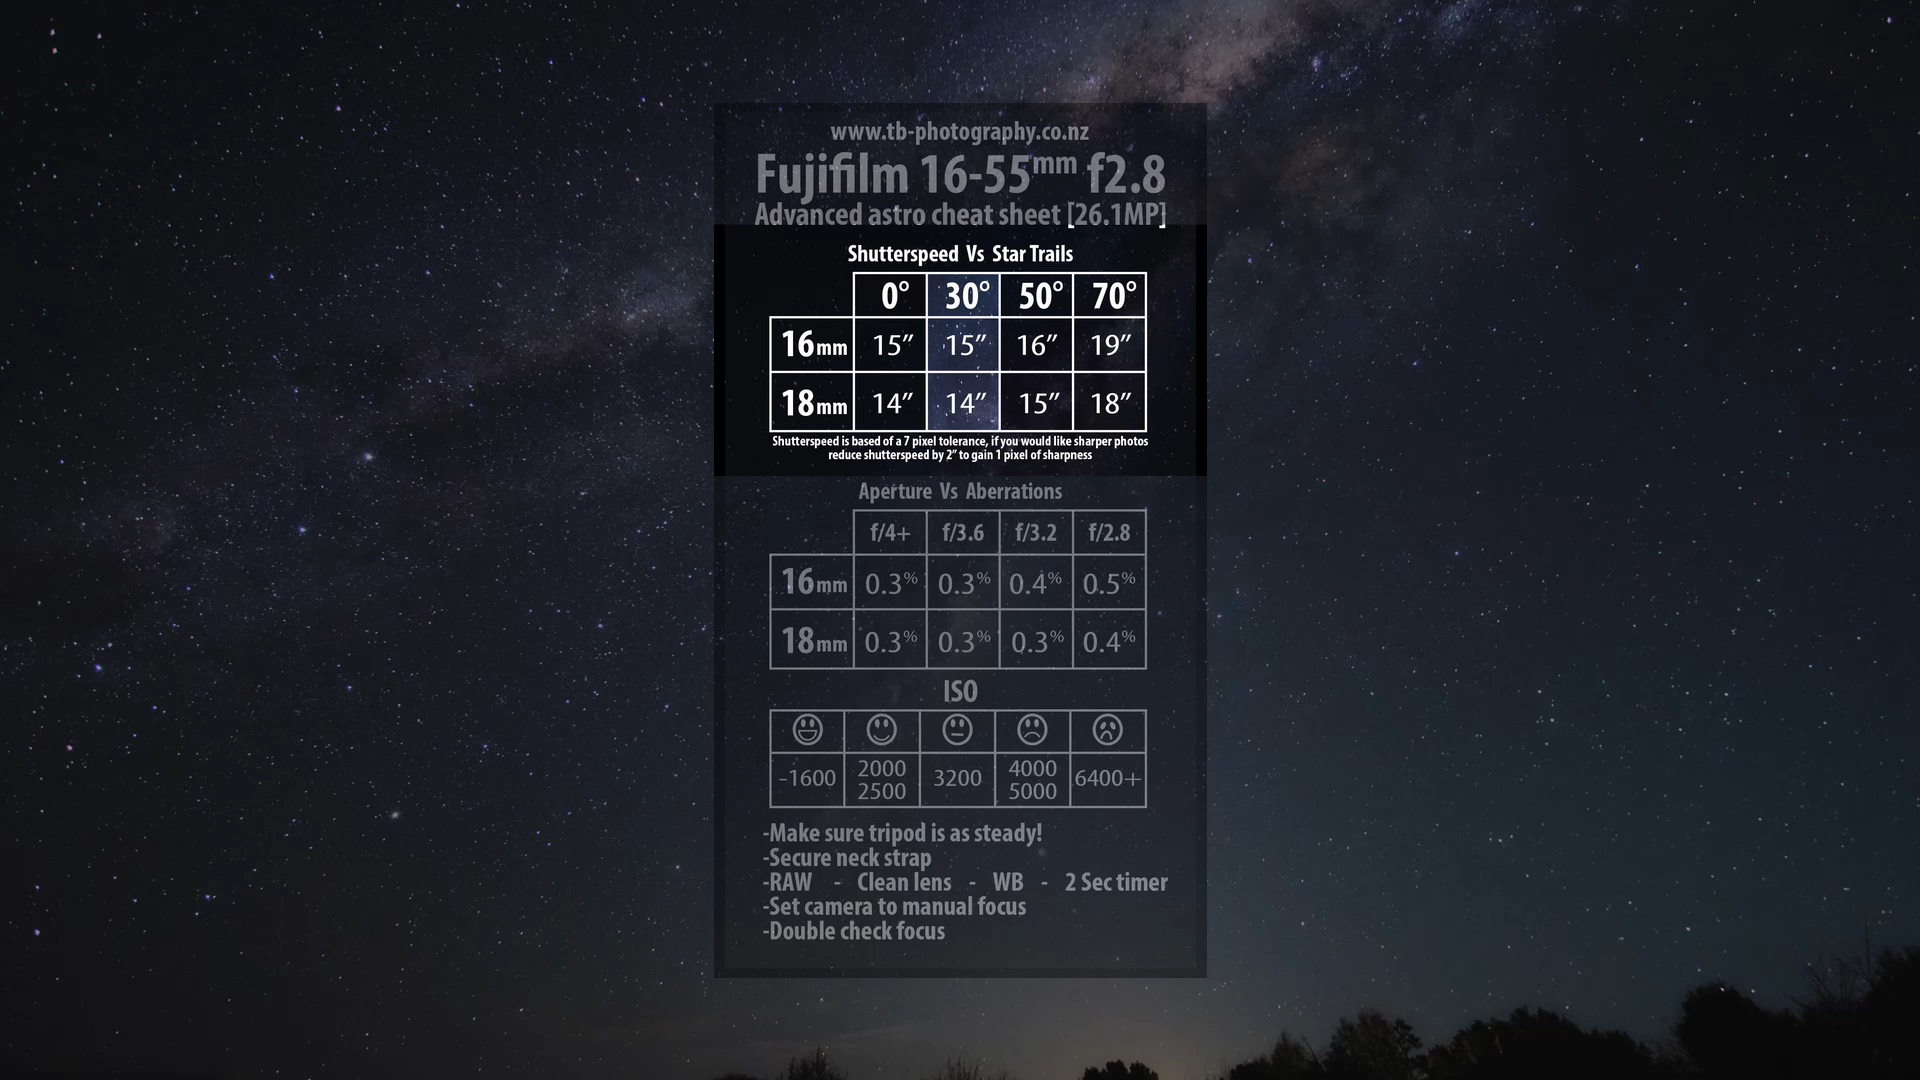 www.tb-photography.co.nz
Fujifilm 16-55mm f2.8
Advanced astro cheat sheet [26.1MP]
Shutterspeed Vs Star Trails
0° 30° 50° 70°
16mm 15” 15” 16” 19”
18mm 14” 14” 15” 18”
Shutterspeed is based of a 7 pixel tolerance, if you would like sharper photos
reduce shutterspeed by 2” to gain 1 pixel of sharpness
Aperture Vs Aberrations
f/4+ f/3.6 f/3.2 f/2.8
16mm 0.3% 0.3% 0.4% 0.5%
18mm 0.3% 0.3% 0.3% 0.4%
ISO
-1600 2000 2500 3200 4000 5000 6400+
-Make sure tripod is as steady!
-Secure neck strap
-RAW - Clean lens - WB - 2 Sec timer
-Set camera to manual focus
-Double check focus